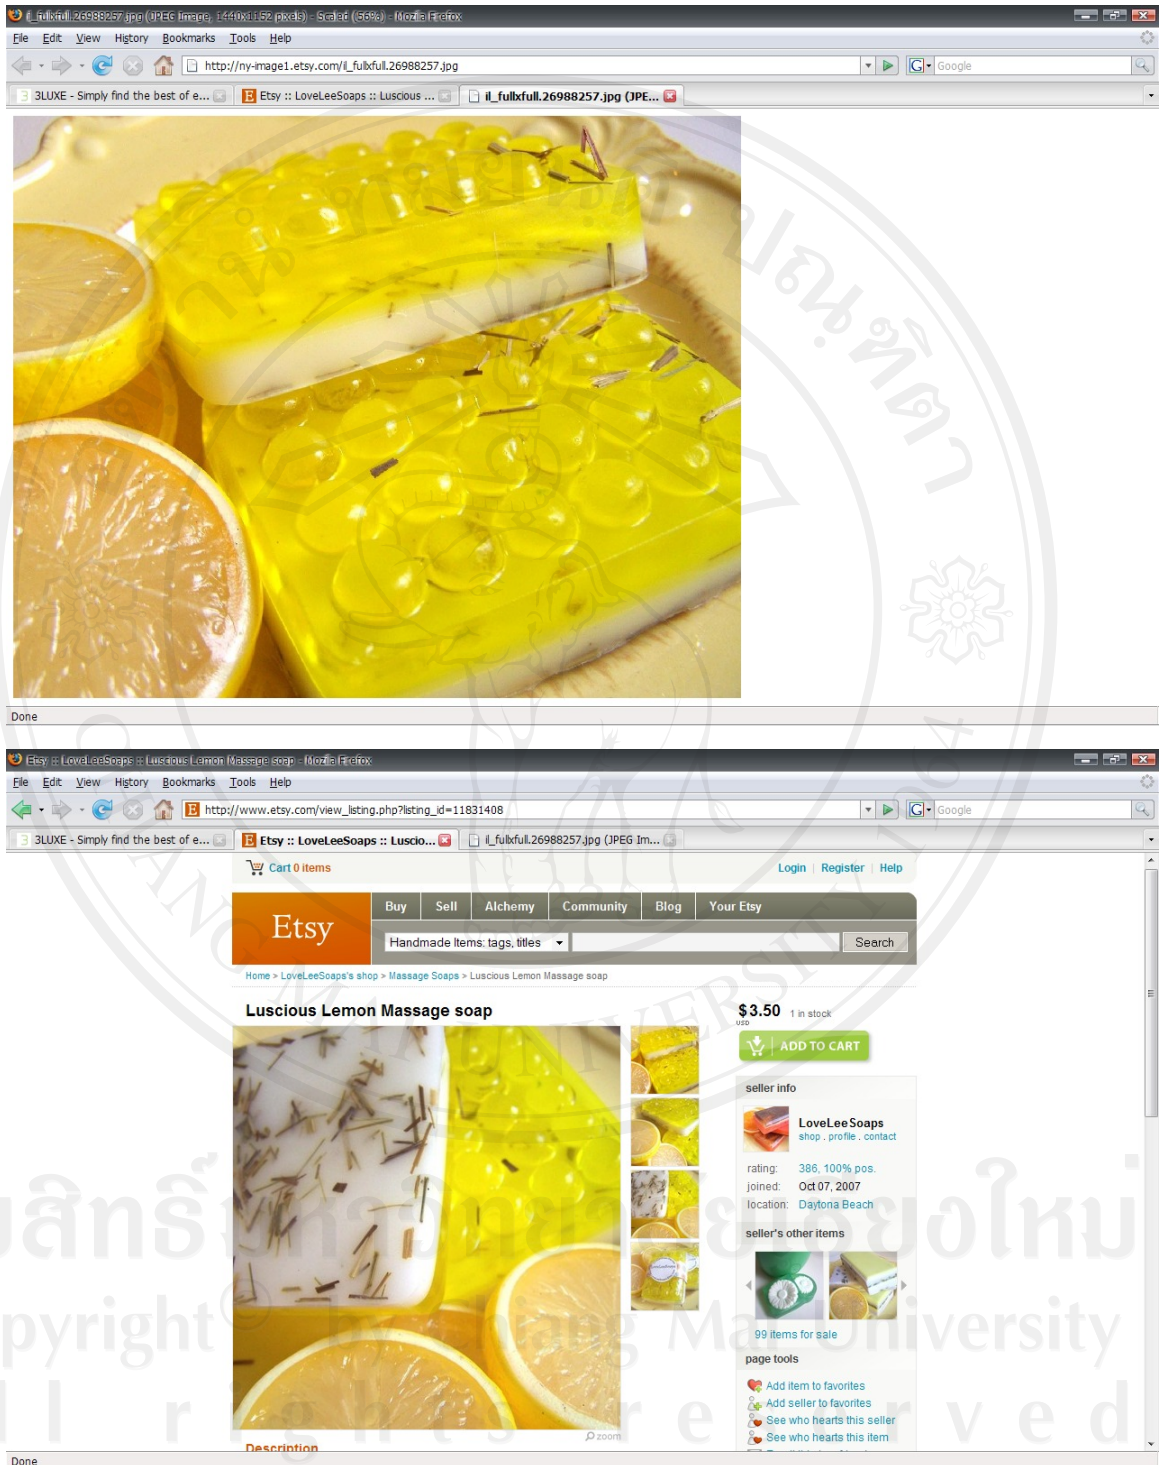 il_fullxfull.26988257.jpg (JPEG Image, 1440x1152 pixels) - Scaled (56%) - Mozilla Firefox
File Edit View History Bookmarks Tools Help
http://ny-image1.etsy.com/il_fullxfull.26988257.jpg
Google
3LUXE - Simply find the best of e... Etsy :: LoveLeeSoaps :: Luscious ... il_fullxfull.26988257.jpg (JPE...
Done
Etsy :: LoveLeeSoaps :: Luscious Lemon Massage soap - Mozilla Firefox
File Edit View History Bookmarks Tools Help
http://www.etsy.com/view_listing.php?listing_id=11831408
Google
3LUXE - Simply find the best of e... Etsy :: LoveLeeSoaps :: Luscio... il_fullxfull.26988257.jpg (JPEG Im...
Cart 0 items
Login | Register | Help
Etsy
Buy Sell Alchemy Community Blog Your Etsy
Handmade Items: tags, titles
Search
Home > LoveLeeSoaps's shop > Massage Soaps > Luscious Lemon Massage soap
Luscious Lemon Massage soap
$3.50 1 in stock
USD
ADD TO CART
seller info
LoveLeeSoaps
shop . profile . contact
rating: 386, 100% pos.
joined: Oct 07, 2007
location: Daytona Beach
seller's other items
99 items for sale
page tools
Add item to favorites
Add seller to favorites
See who hearts this seller
See who hearts this item
zoom
Description
Done